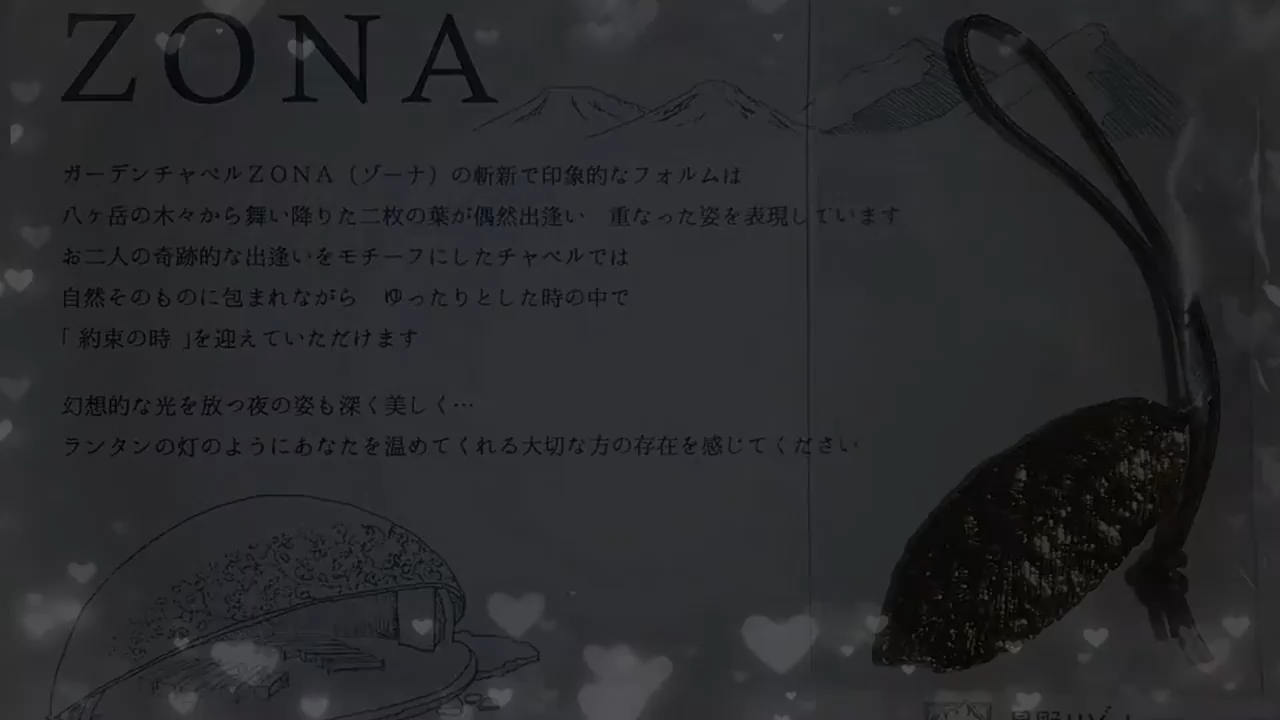 ZONA
ガーデンチャペルZONA（ゾーナ）の斬新で印象的なフォルムは
八ヶ岳の木々から舞い降りた二枚の葉が偶然出逢い　重なった姿を表現しています
お二人の奇跡的な出逢いをモチーフにしたチャペルでは
自然そのものに包まれながら　ゆったりとした時の中で
「約束の時」を迎えていただけます
幻想的な光を放つ夜の姿も深く美しく…
ランタンの灯のようにあなたを温めてくれる大切な方の存在を感じてください